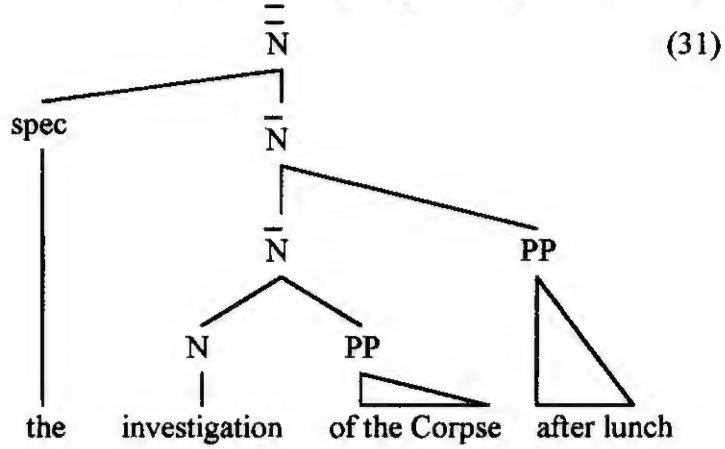 N̿ (31)
spec
N̄
N̄ PP
N PP
the investigation of the Corpse after lunch